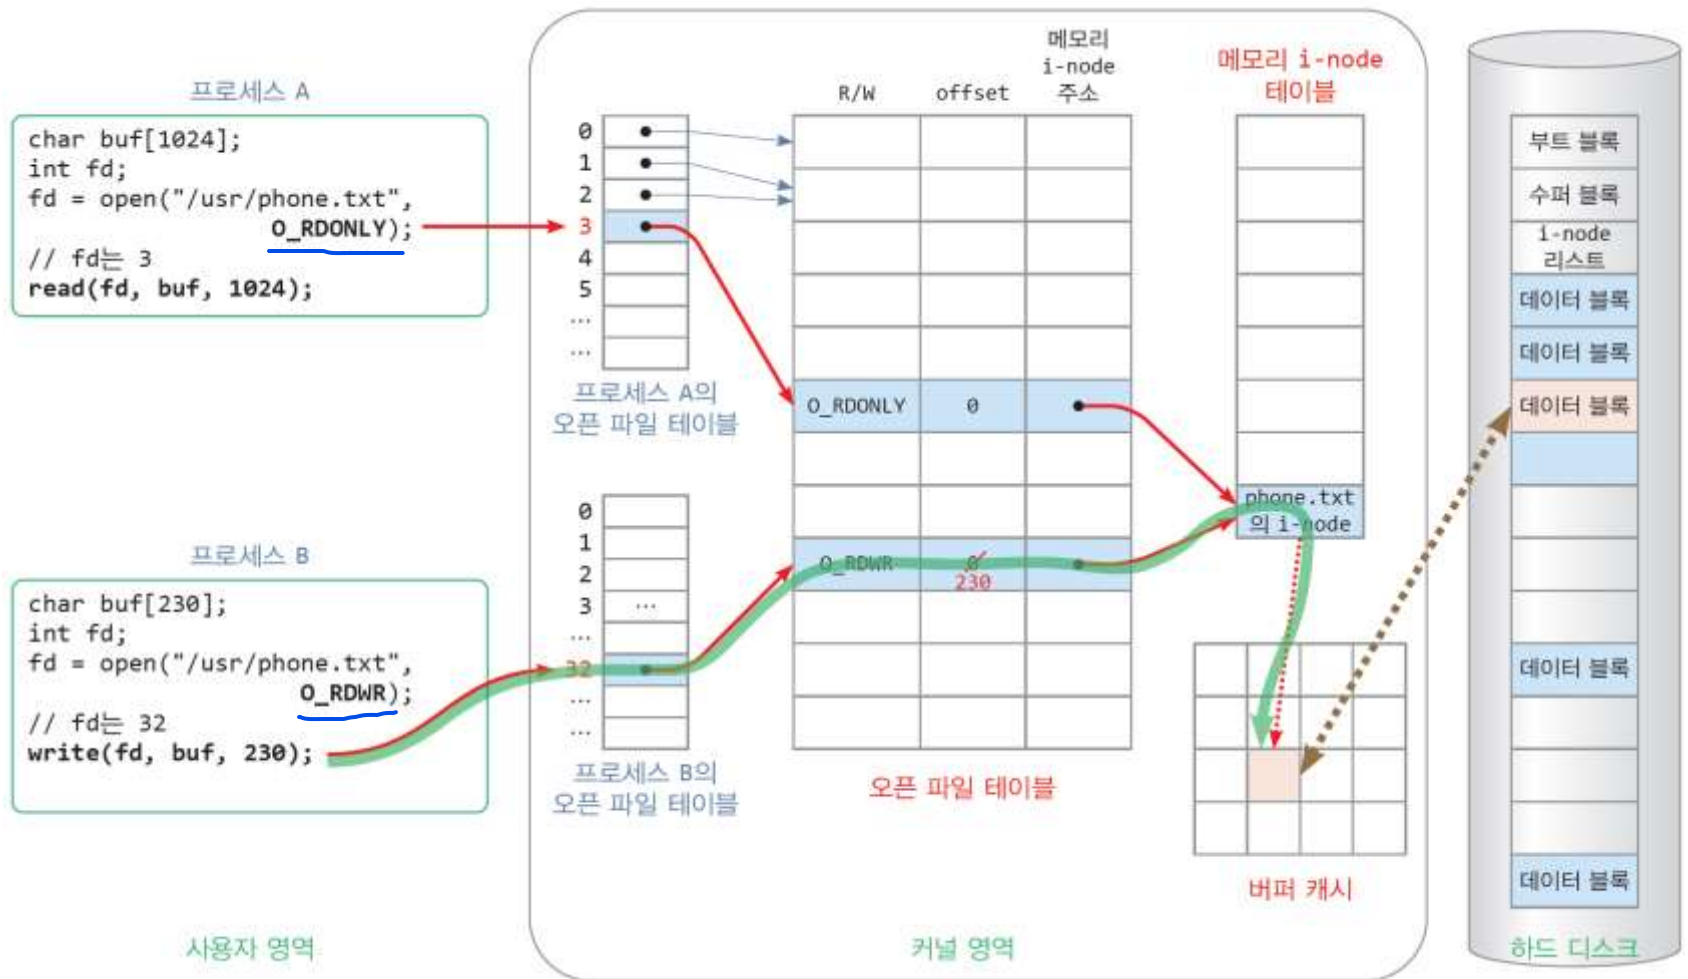 프로세스 A
char buf[1024];
int fd;
fd = open("/usr/phone.txt",
O_RDONLY);
// fd는 3
read(fd, buf, 1024);
프로세스 B
char buf[230];
int fd;
fd = open("/usr/phone.txt",
O_RDWR);
// fd는 32
write(fd, buf, 230);
사용자 영역
0
1
2
3
4
5
...
...
프로세스 A의
오픈 파일 테이블
0
1
2
3 ...
...
32
...
...
프로세스 B의
오픈 파일 테이블
R/W offset 메모리
i-node
주소
O_RDONLY 0
O_RDWR 0
230
오픈 파일 테이블
메모리 i-node
테이블
phone.txt
의 i-node
버퍼 캐시
커널 영역
부트 블록
수퍼 블록
i-node
리스트
데이터 블록
데이터 블록
데이터 블록
데이터 블록
데이터 블록
하드 디스크